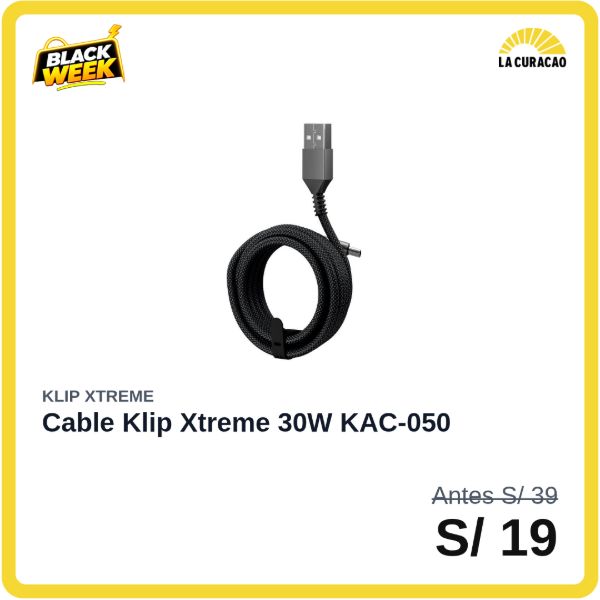 BLACK
WEEK
LA CURACAO
KLIP XTREME
Cable Klip Xtreme 30W KAC-050
Antes S/ 39
S/ 19